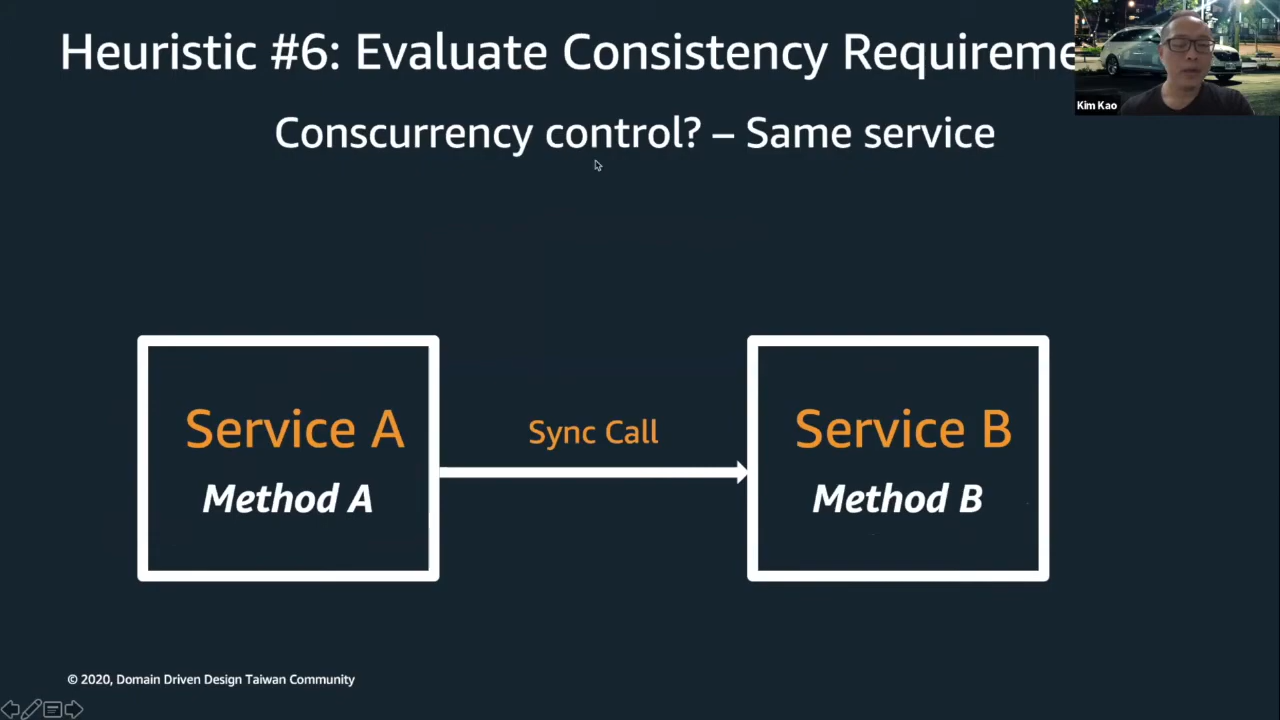 Heuristic #6: Evaluate Consistency Requireme
Kim Kao
Conscurrency control? – Same service
Service A
Method A
Sync Call
Service B
Method B
© 2020, Domain Driven Design Taiwan Community